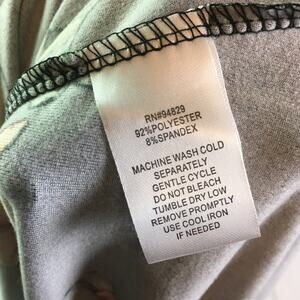 RN#94829
92%POLYESTER
8%SPANDEX
MACHINE WASH COLD
SEPARATELY
GENTLE CYCLE
DO NOT BLEACH
TUMBLE DRY LOW
REMOVE PROMPTLY
USE COOL IRON
IF NEEDED